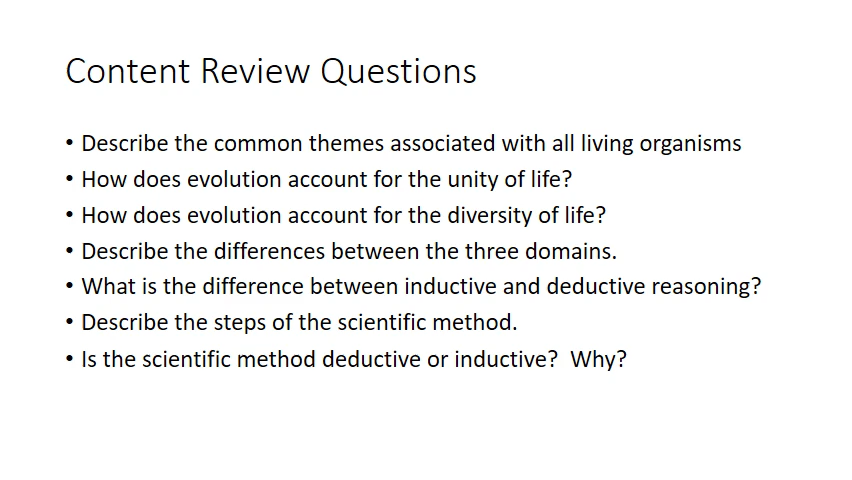 Content Review Questions
• Describe the common themes associated with all living organisms
• How does evolution account for the unity of life?
• How does evolution account for the diversity of life?
• Describe the differences between the three domains.
• What is the difference between inductive and deductive reasoning?
• Describe the steps of the scientific method.
• Is the scientific method deductive or inductive?  Why?